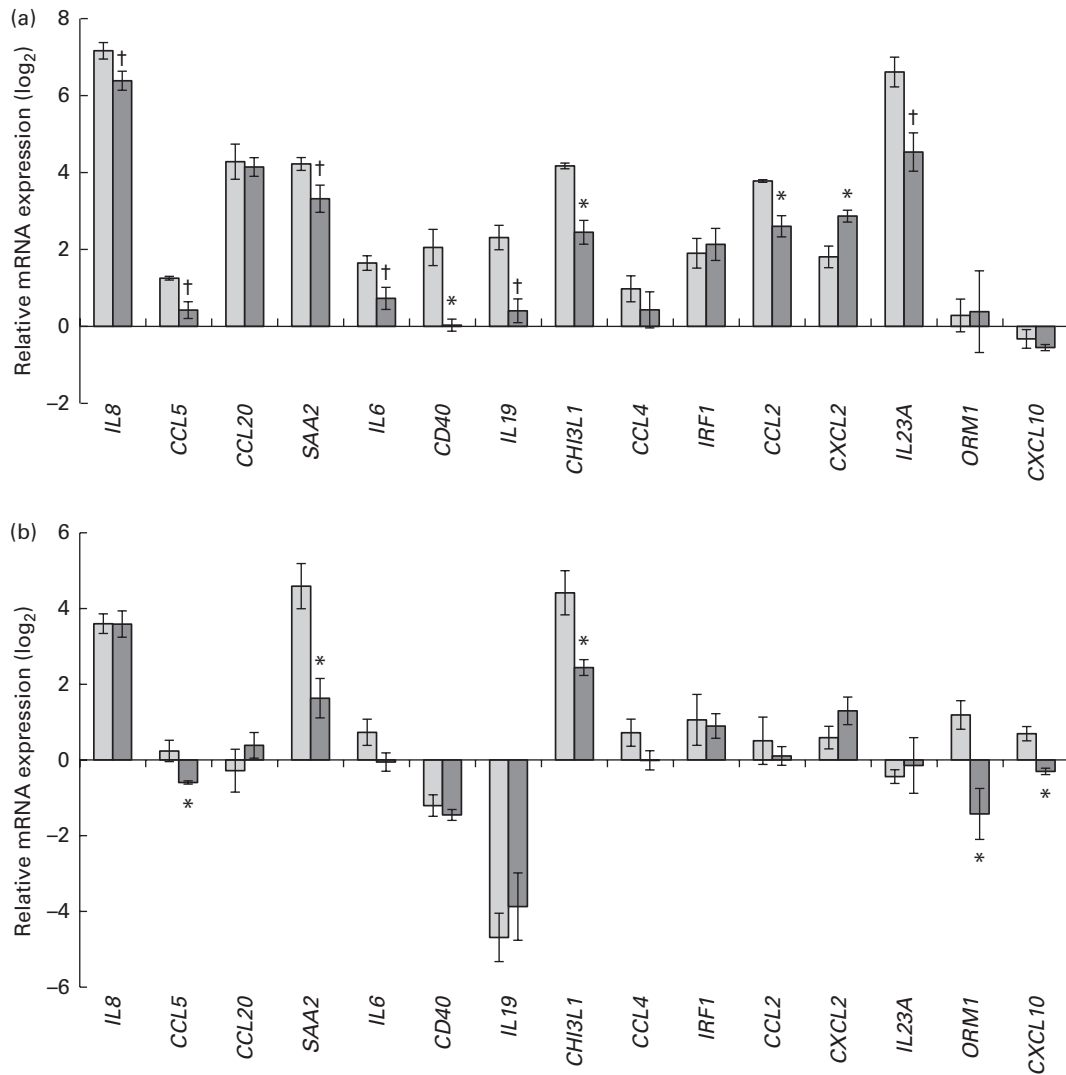 (a)
Relative mRNA expression (log₂)
8
6
4
2
0
–2
†
†
†
†
*
†
*
*
*
†
IL8
CCL5
CCL20
SAA2
IL6
CD40
IL19
CHI3L1
CCL4
IRF1
CCL2
CXCL2
IL23A
ORM1
CXCL10
(b)
Relative mRNA expression (log₂)
6
4
2
0
–2
–4
–6
*
*
*
*
*
IL8
CCL5
CCL20
SAA2
IL6
CD40
IL19
CHI3L1
CCL4
IRF1
CCL2
CXCL2
IL23A
ORM1
CXCL10